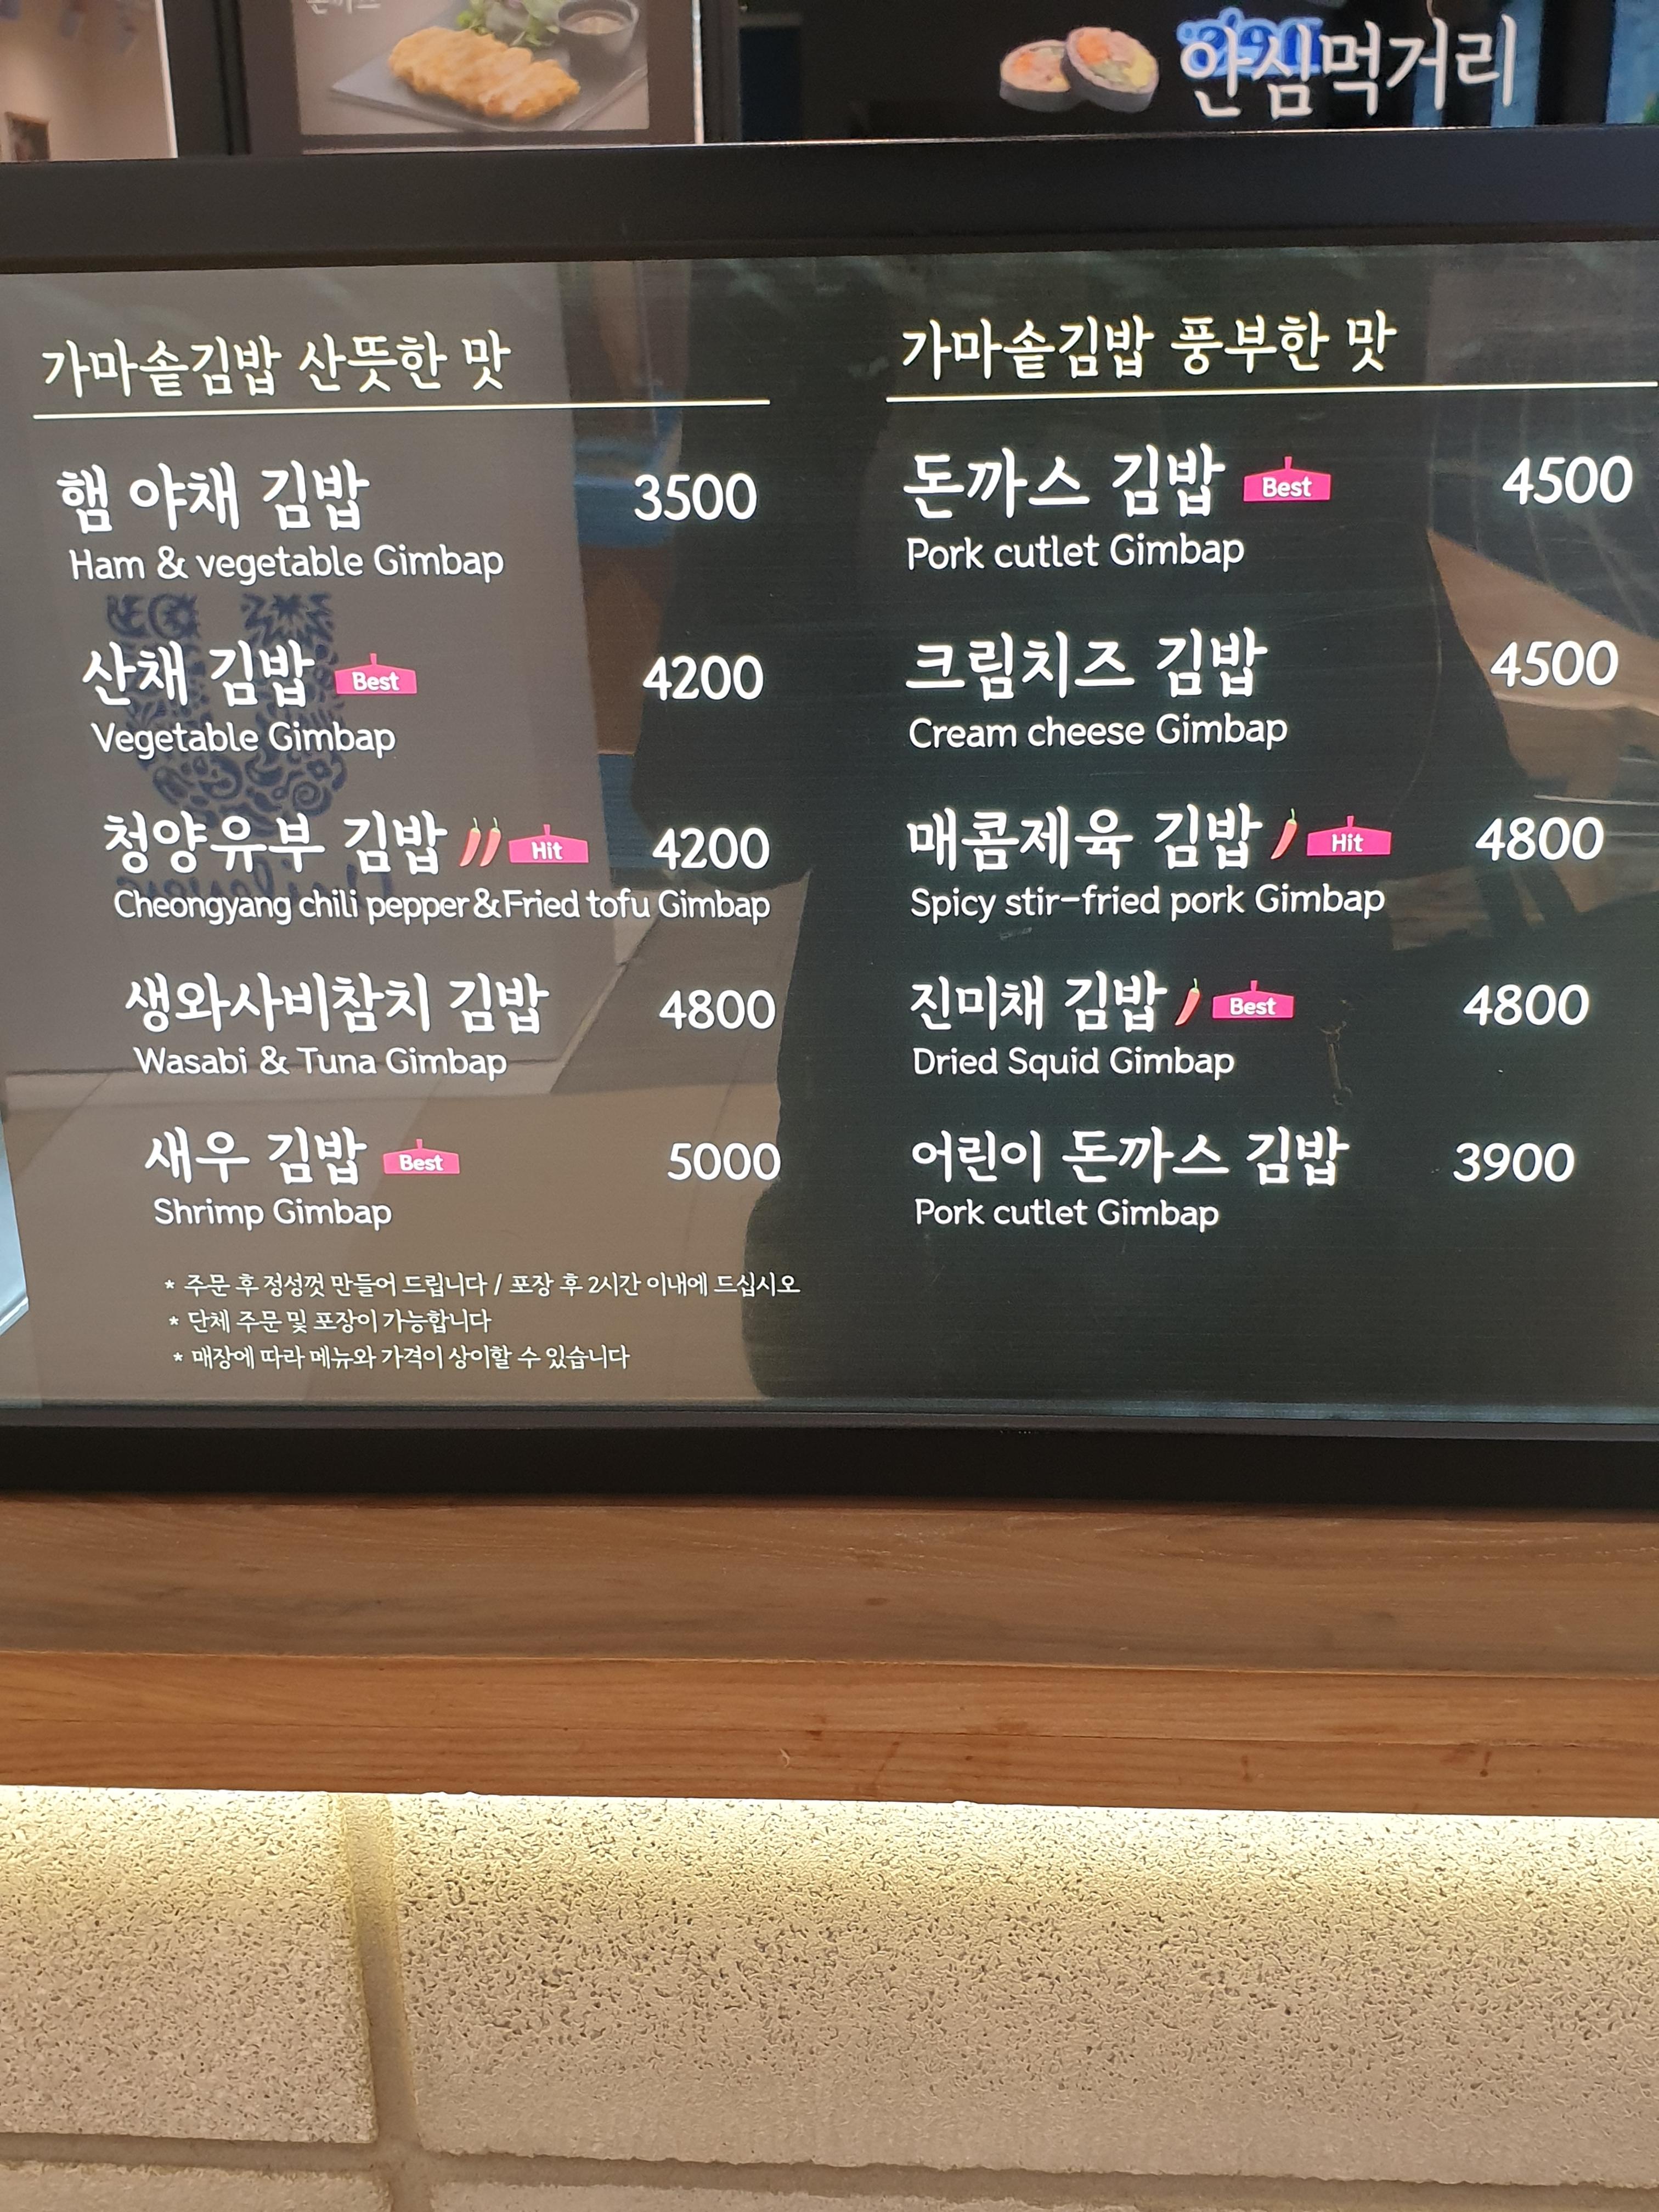 돈까스
안심먹거리
가마솥김밥 산뜻한 맛
햄 야채 김밥 3500
Ham & vegetable Gimbap
산채 김밥 Best 4200
Vegetable Gimbap
청양유부 김밥 Hit 4200
Cheongyang chili pepper&Fried tofu Gimbap
생와사비참치 김밥 4800
Wasabi & Tuna Gimbap
새우 김밥 Best 5000
Shrimp Gimbap
* 주문 후 정성껏 만들어 드립니다 / 포장 후 2시간 이내에 드십시오
* 단체 주문 및 포장이 가능합니다
* 매장에 따라 메뉴와 가격이 상이할 수 있습니다
가마솥김밥 풍부한 맛
돈까스 김밥 Best 4500
Pork cutlet Gimbap
크림치즈 김밥 4500
Cream cheese Gimbap
매콤제육 김밥 Hit 4800
Spicy stir-fried pork Gimbap
진미채 김밥 Best 4800
Dried Squid Gimbap
어린이 돈까스 김밥 3900
Pork cutlet Gimbap